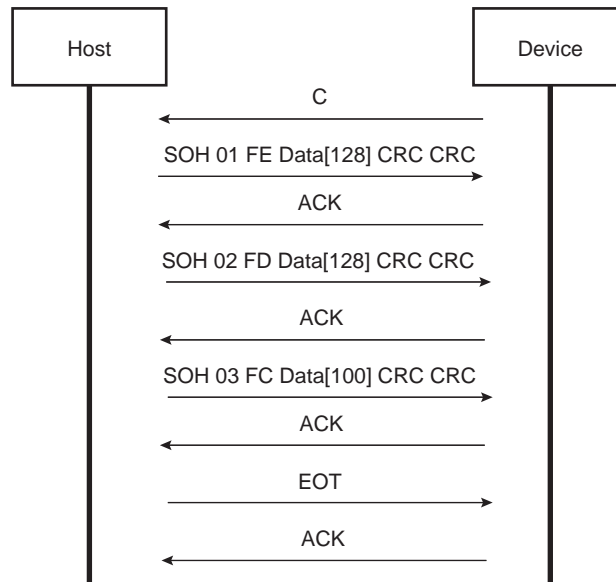 Host
Device
C
SOH 01 FE Data[128] CRC CRC
ACK
SOH 02 FD Data[128] CRC CRC
ACK
SOH 03 FC Data[100] CRC CRC
ACK
EOT
ACK